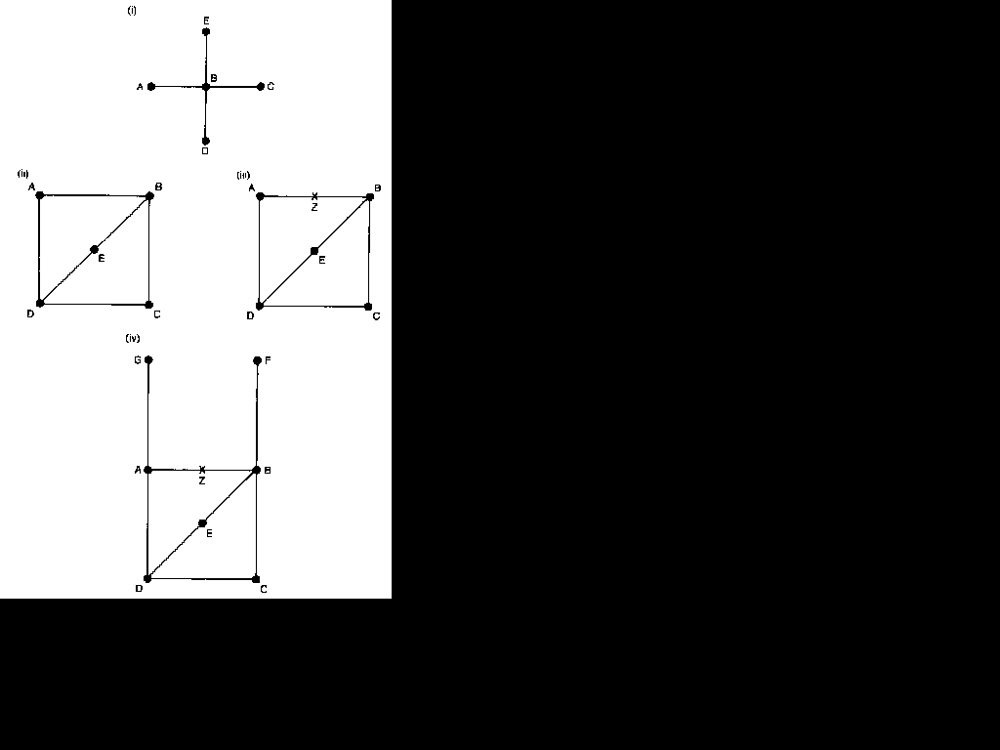 (i)
E
A B C
D
(ii) (iii)
A B A B
Z
E E
D C D C
(iv)
G F
A B
Z
E
D C